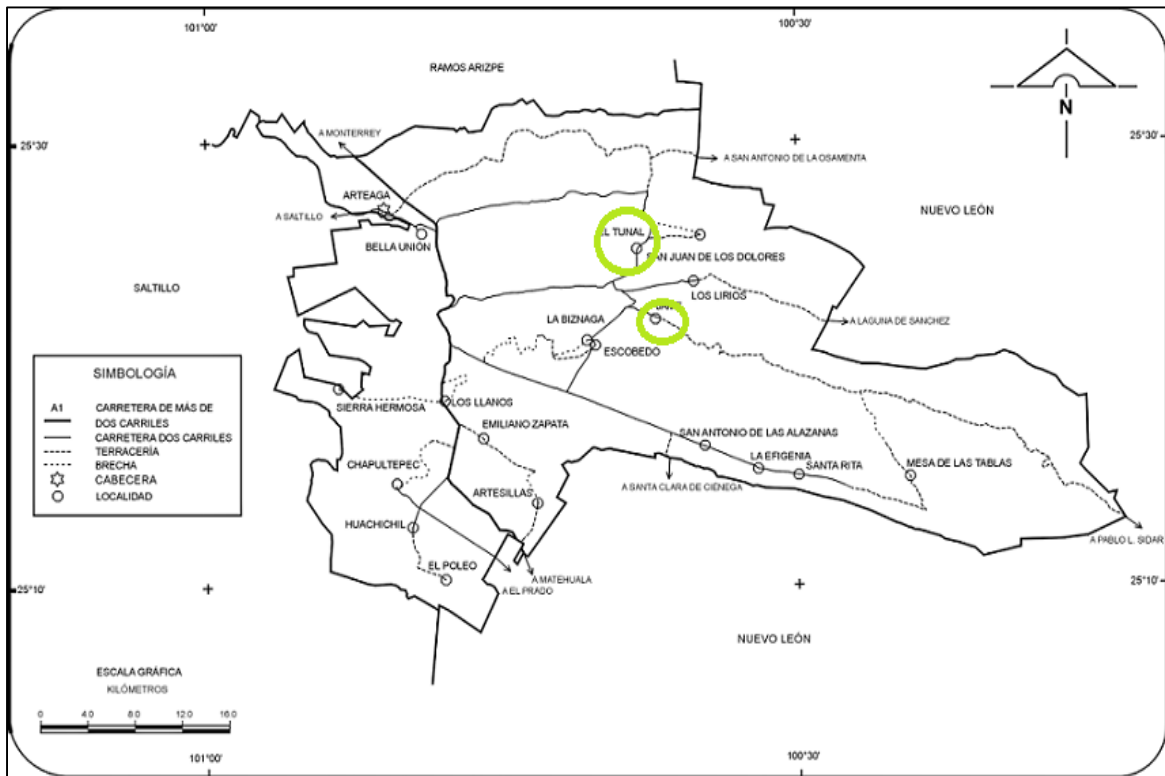 101°00'
100°30'
RAMOS ARIZPE
N
25°30'
25°30'
A MONTERREY
A SAN ANTONIO DE LA OSAMENTA
ARTEAGA
A SALTILLO
NUEVO LEÓN
BELLA UNIÓN
EL TUNAL
SAN JUAN DE LOS DOLORES
SALTILLO
LOS LIRIOS
LA BIZNAGA
A LAGUNA DE SANCHEZ
ESCOBEDO
SIMBOLOGÍA
A1 CARRETERA DE MÁS DE
DOS CARRILES
CARRETERA DOS CARRILES
TERRACERÍA
BRECHA
CABECERA
LOCALIDAD
SIERRA HERMOSA
LOS LLANOS
EMILIANO ZAPATA
SAN ANTONIO DE LAS ALAZANAS
LA EFIGENIA
SANTA RITA
MESA DE LAS TABLAS
CHAPULTEPEC
A SANTA CLARA DE CIÉNEGA
ARTESILLAS
HUACHICHIL
A PABLO L. SIDAR
EL POLEO
A MATEHUALA
A EL PRADO
25°10'
25°10'
NUEVO LEÓN
ESCALA GRÁFICA
KILÓMETROS
0 4.0 8.0 12.0 16.0
101°00'
100°30'